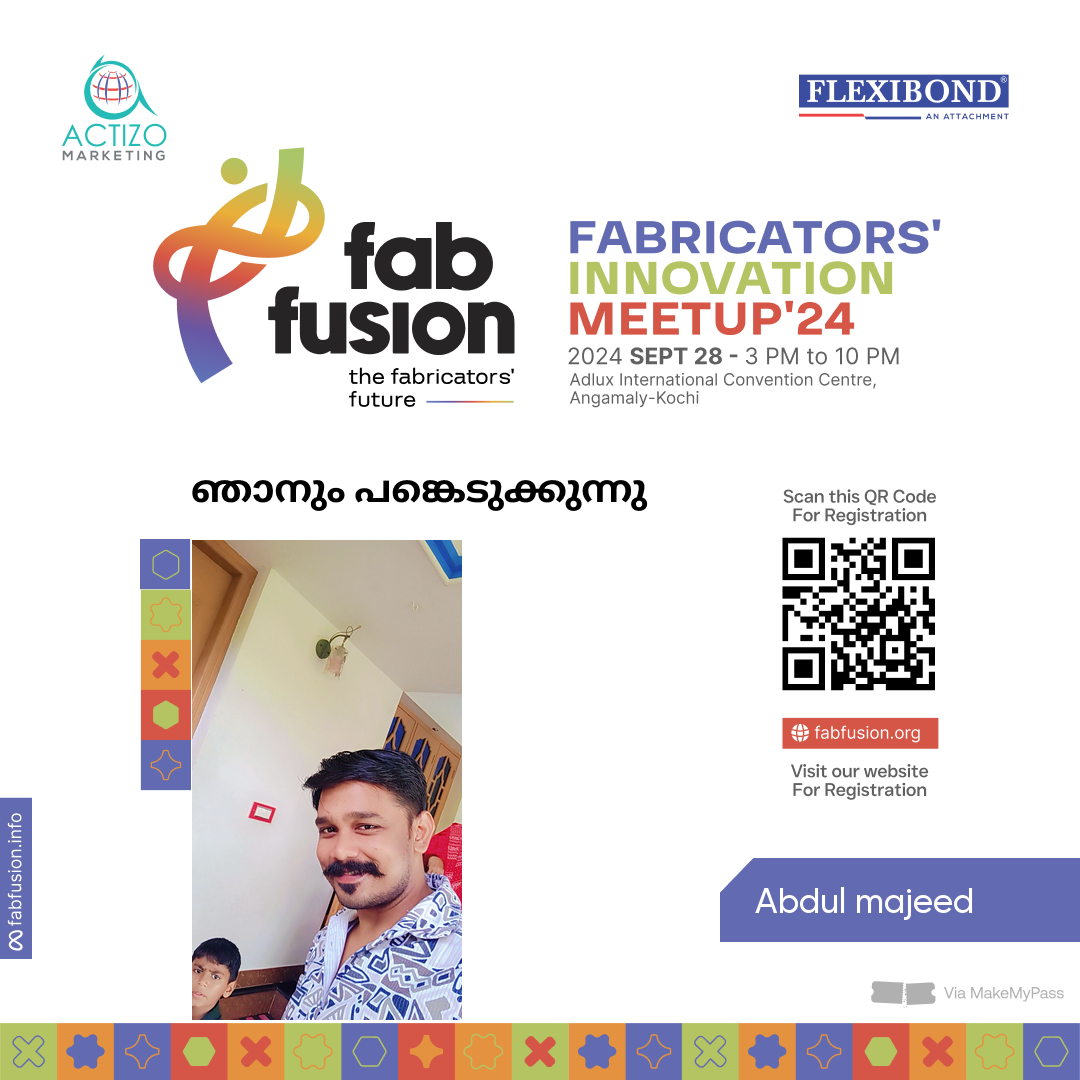 ACTIZO
MARKETING
FLEXIBOND®
AN ATTACHMENT
fab
fusion
the fabricators'
future
FABRICATORS'
INNOVATION
MEETUP'24
2024 SEPT 28 - 3 PM to 10 PM
Adlux International Convention Centre,
Angamaly-Kochi
ഞാനും പങ്കെടുക്കുന്നു
Scan this QR Code
For Registration
fabfusion.org
Visit our website
For Registration
fabfusion.info
Abdul majeed
Via MakeMyPass